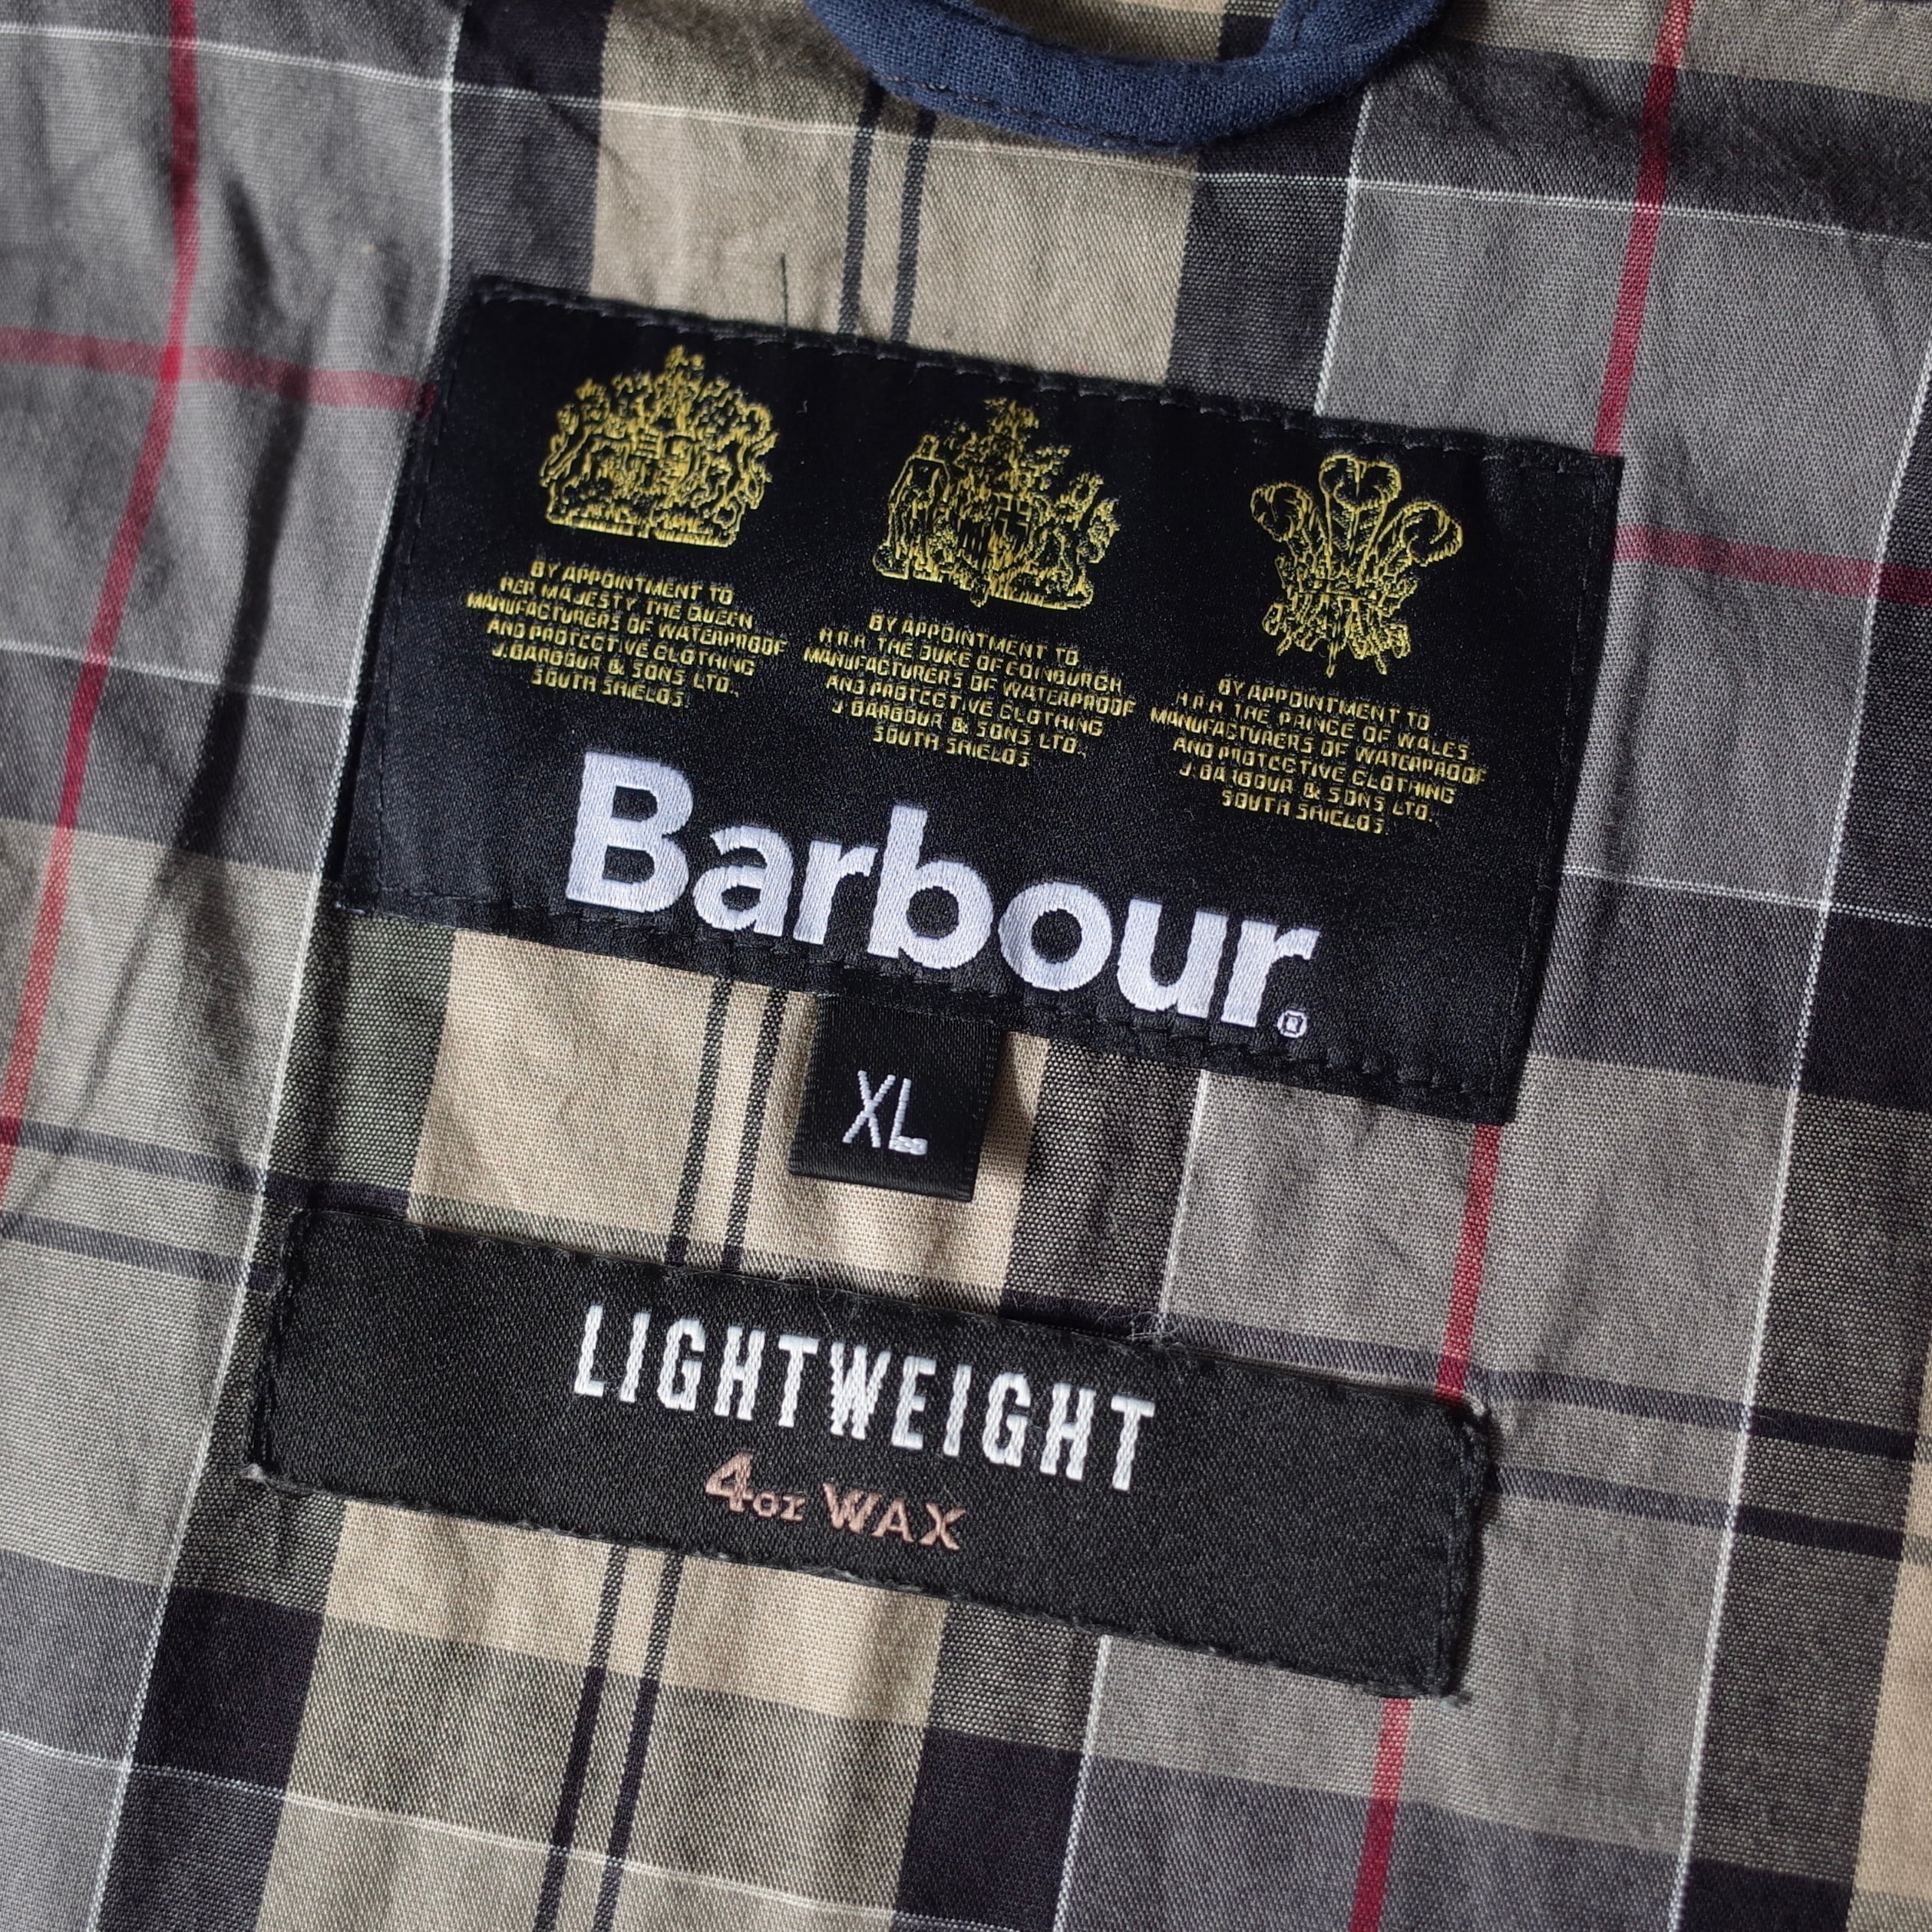 BY APPOINTMENT TO
HER MAJESTY THE QUEEN
MANUFACTURERS OF WATERPROOF
AND PROTECTIVE CLOTHING
J. BARBOUR & SONS LTD.,
SOUTH SHIELDS.
BY APPOINTMENT TO
H.R.H. THE DUKE OF EDINBURGH
MANUFACTURERS OF WATERPROOF
AND PROTECTIVE CLOTHING
J BARBOUR & SONS LTD.,
SOUTH SHIELDS
BY APPOINTMENT TO
H.R.H. THE PRINCE OF WALES
MANUFACTURERS OF WATERPROOF
AND PROTECTIVE CLOTHING
J. BARBOUR & SONS LTD.,
SOUTH SHIELDS
Barbour®
XL
LIGHTWEIGHT
4oz WAX